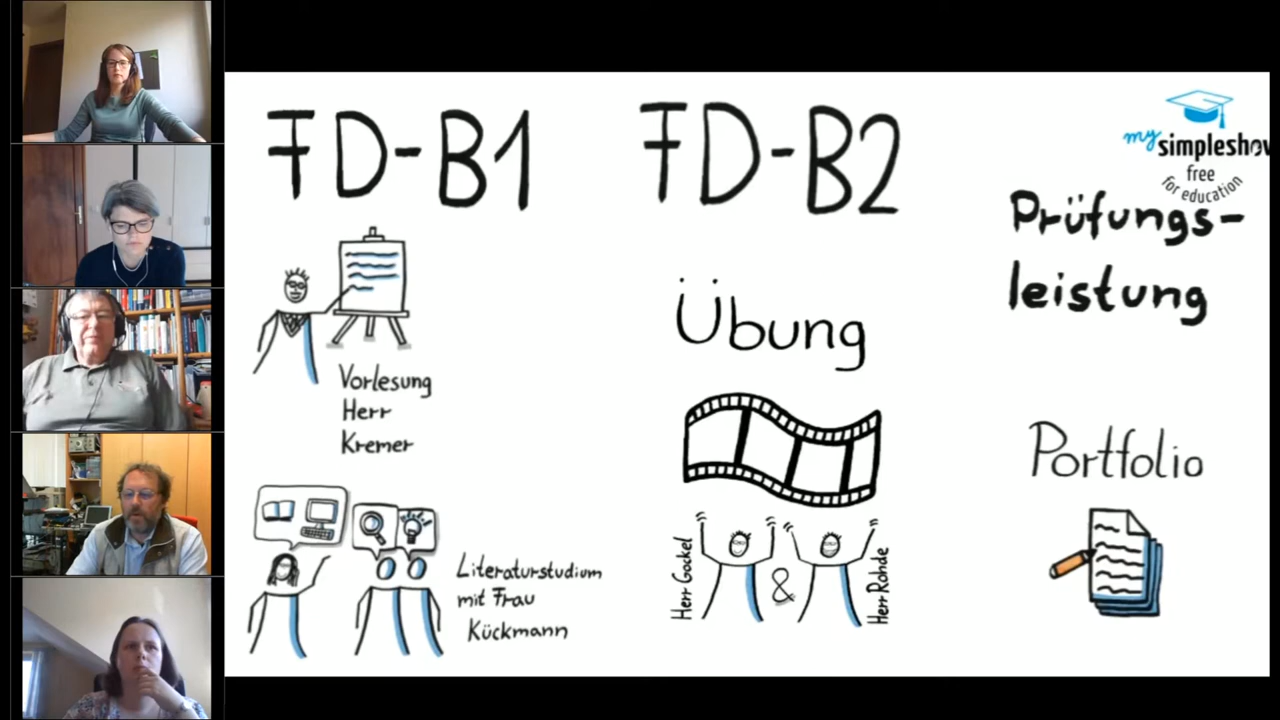 FD-B1
Vorlesung
Herr
Kremer
Literaturstudium
mit Frau
Kückmann
FD-B2
Übung
Herr Gockel
&
Herr Rohde
my
simpleshow
free
for education
Prüfungs-
leistung
Portfolio